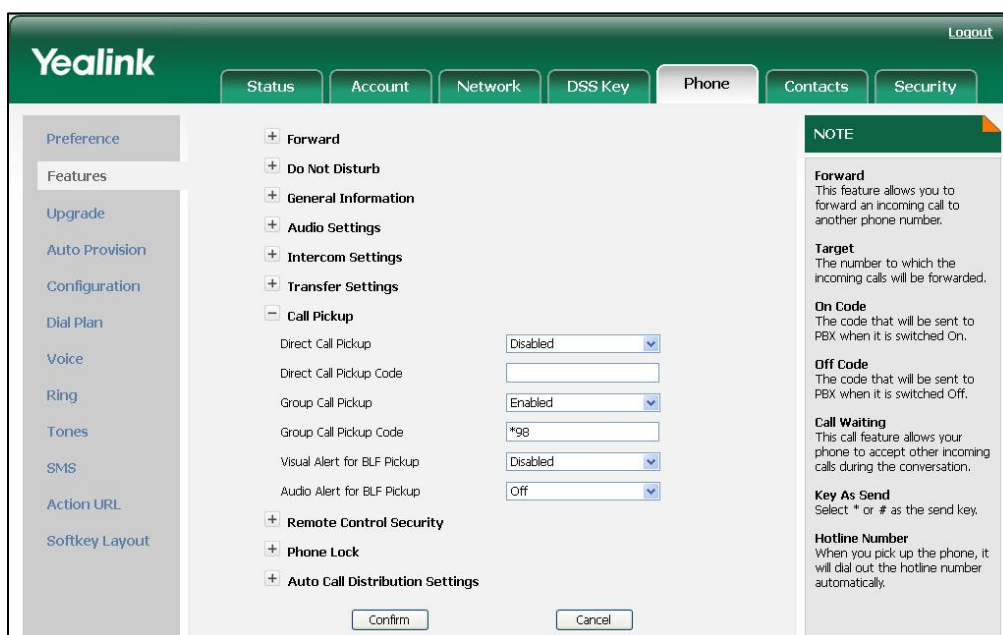 Logout
Yealink
Status Account Network DSS Key Phone Contacts Security
Preference
Features
Upgrade
Auto Provision
Configuration
Dial Plan
Voice
Ring
Tones
SMS
Action URL
Softkey Layout
Forward
Do Not Disturb
General Information
Audio Settings
Intercom Settings
Transfer Settings
Call Pickup
Direct Call Pickup Disabled
Direct Call Pickup Code
Group Call Pickup Enabled
Group Call Pickup Code *98
Visual Alert for BLF Pickup Disabled
Audio Alert for BLF Pickup Off
Remote Control Security
Phone Lock
Auto Call Distribution Settings
Confirm Cancel
NOTE
Forward
This feature allows you to
forward an incoming call to
another phone number.
Target
The number to which the
incoming calls will be forwarded.
On Code
The code that will be sent to
PBX when it is switched On.
Off Code
The code that will be sent to
PBX when it is switched Off.
Call Waiting
This call feature allows your
phone to accept other incoming
calls during the conversation.
Key As Send
Select * or # as the send key.
Hotline Number
When you pick up the phone, it
will dial out the hotline number
automatically.